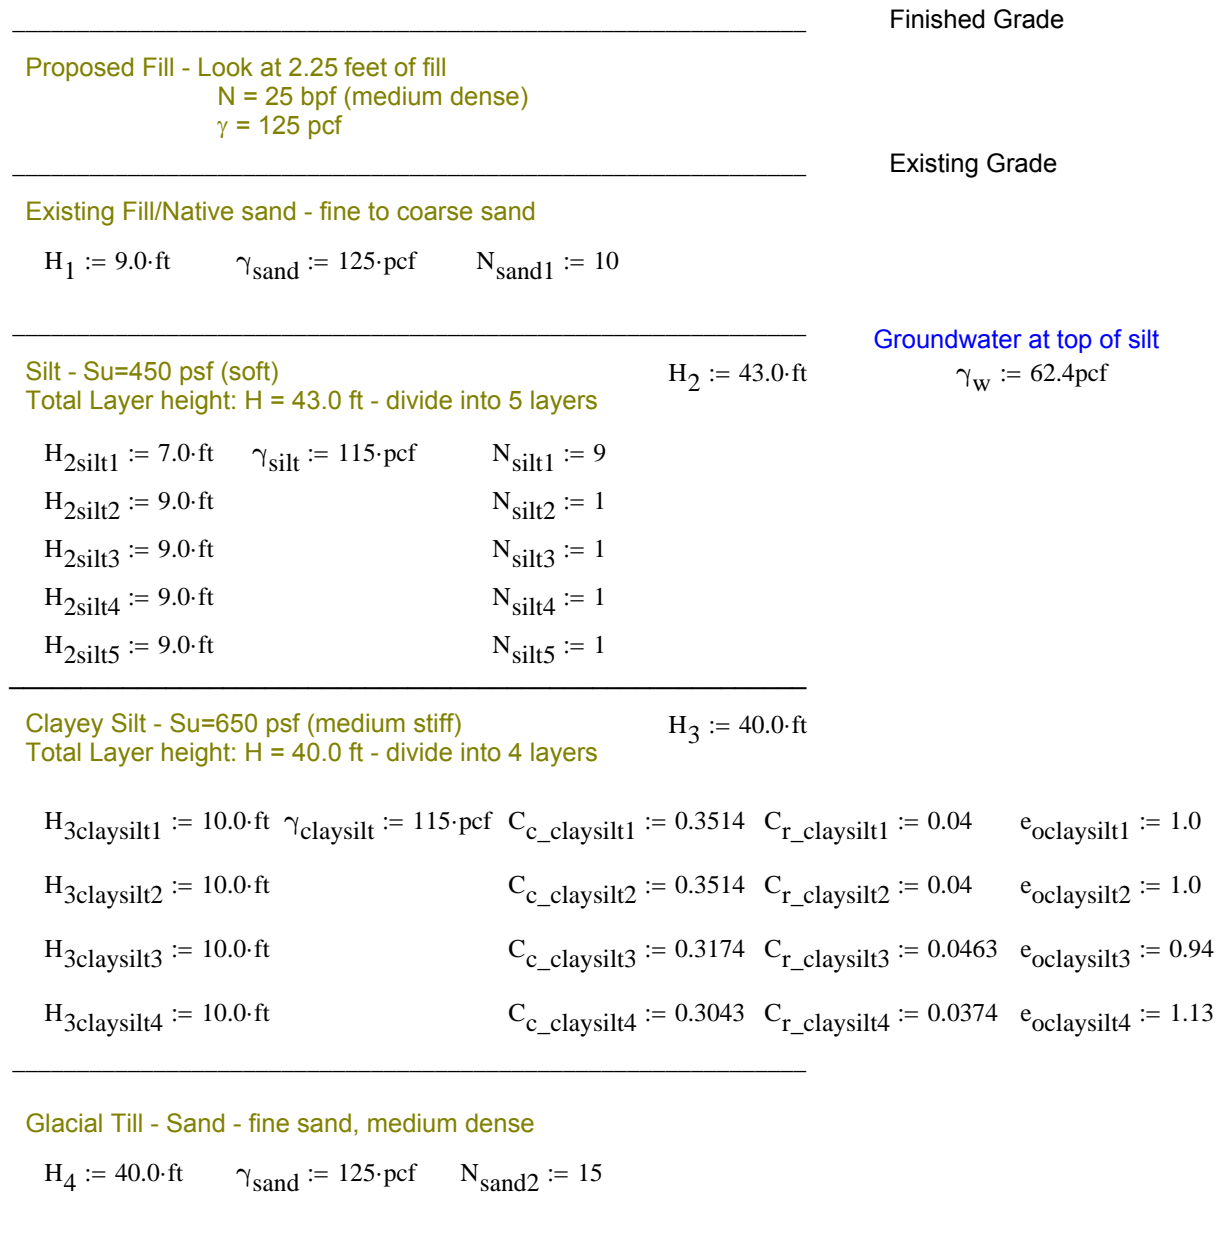 Finished Grade
Proposed Fill - Look at 2.25 feet of fill
N = 25 bpf (medium dense)
γ = 125 pcf
Existing Grade
Existing Fill/Native sand - fine to coarse sand
H1 := 9.0·ft γsand := 125·pcf Nsand1 := 10
Groundwater at top of silt
Silt - Su=450 psf (soft) H2 := 43.0·ft γw := 62.4pcf
Total Layer height: H = 43.0 ft - divide into 5 layers
H2silt1 := 7.0·ft γsilt := 115·pcf Nsilt1 := 9
H2silt2 := 9.0·ft Nsilt2 := 1
H2silt3 := 9.0·ft Nsilt3 := 1
H2silt4 := 9.0·ft Nsilt4 := 1
H2silt5 := 9.0·ft Nsilt5 := 1
Clayey Silt - Su=650 psf (medium stiff) H3 := 40.0·ft
Total Layer height: H = 40.0 ft - divide into 4 layers
H3claysilt1 := 10.0·ft γclaysilt := 115·pcf Cc_claysilt1 := 0.3514 Cr_claysilt1 := 0.04 eoclaysilt1 := 1.0
H3claysilt2 := 10.0·ft Cc_claysilt2 := 0.3514 Cr_claysilt2 := 0.04 eoclaysilt2 := 1.0
H3claysilt3 := 10.0·ft Cc_claysilt3 := 0.3174 Cr_claysilt3 := 0.0463 eoclaysilt3 := 0.94
H3claysilt4 := 10.0·ft Cc_claysilt4 := 0.3043 Cr_claysilt4 := 0.0374 eoclaysilt4 := 1.13
Glacial Till - Sand - fine sand, medium dense
H4 := 40.0·ft γsand := 125·pcf Nsand2 := 15